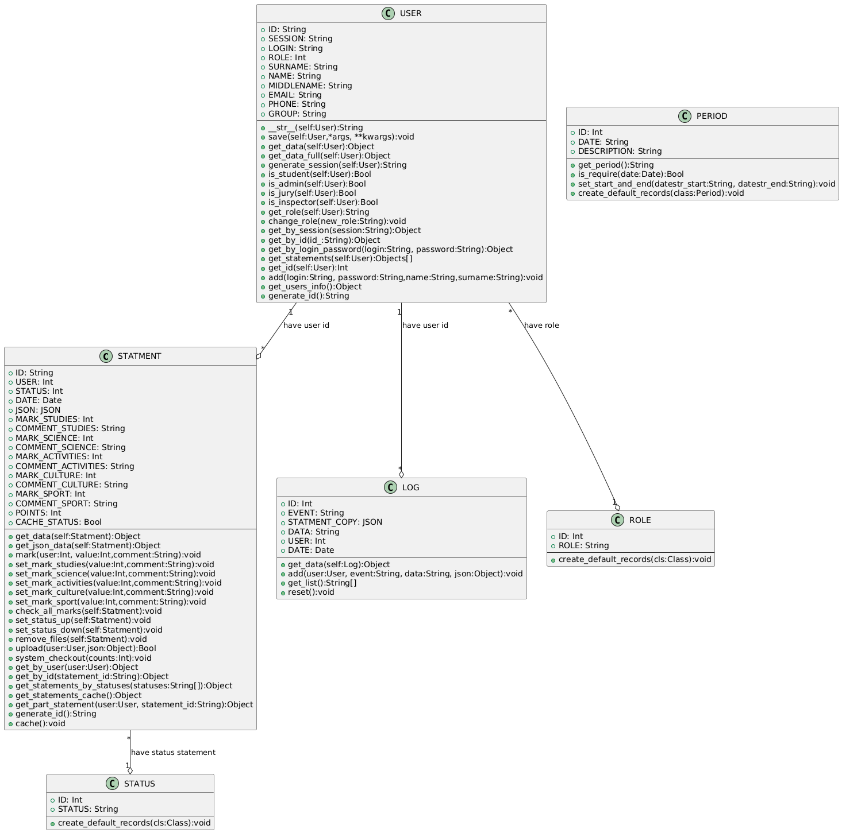 C USER
ID: String
SESSION: String
LOGIN: String
ROLE: Int
SURNAME: String
NAME: String
MIDDLENAME: String
EMAIL: String
PHONE: String
GROUP: String
__str__(self:User):String
save(self:User,*args, **kwargs):void
get_data(self:User):Object
get_data_full(self:User):Object
generate_session(self:User):String
is_student(self:User):Bool
is_admin(self:User):Bool
is_jury(self:User):Bool
is_inspector(self:User):Bool
get_role(self:User):String
change_role(new_role:String):void
get_by_session(session:String):Object
get_by_id(id_:String):Object
get_by_login_password(login:String, password:String):Object
get_statements(self:User):Objects[]
get_id(self:User):Int
add(login:String, password:String,name:String,surname:String):void
get_users_info():Object
generate_id():String
C PERIOD
ID: Int
DATE: String
DESCRIPTION: String
get_period():String
is_require(date:Date):Bool
set_start_and_end(datestr_start:String, datestr_end:String):void
create_default_records(class:Period):void
1
have user id
*
1
have user id
*
*
have role
1
C STATMENT
ID: String
USER: Int
STATUS: Int
DATE: Date
JSON: JSON
MARK_STUDIES: Int
COMMENT_STUDIES: String
MARK_SCIENCE: Int
COMMENT_SCIENCE: String
MARK_ACTIVITIES: Int
COMMENT_ACTIVITIES: String
MARK_CULTURE: Int
COMMENT_CULTURE: String
MARK_SPORT: Int
COMMENT_SPORT: String
POINTS: Int
CACHE_STATUS: Bool
get_data(self:Statment):Object
get_json_data(self:Statment):Object
mark(user:Int, value:Int,comment:String):void
set_mark_studies(value:Int,comment:String):void
set_mark_science(value:Int,comment:String):void
set_mark_activities(value:Int,comment:String):void
set_mark_culture(value:Int,comment:String):void
set_mark_sport(value:Int,comment:String):void
check_all_marks(self:Statment):void
set_status_up(self:Statment):void
set_status_down(self:Statment):void
remove_files(self:Statment):void
upload(user:User,json:Object):Bool
system_checkout(counts:Int):void
get_by_user(user:User):Object
get_by_id(statement_id:String):Object
get_statements_by_statuses(statuses:String[]):Object
get_statements_cache():Object
get_part_statement(user:User, statement_id:String):Object
generate_id():String
cache():void
C LOG
ID: Int
EVENT: String
STATMENT_COPY: JSON
DATA: String
USER: Int
DATE: Date
get_data(self:Log):Object
add(user:User, event:String, data:String, json:Object):void
get_list():String[]
reset():void
C ROLE
ID: Int
ROLE: String
create_default_records(cls:Class):void
*
have status statement
1
C STATUS
ID: Int
STATUS: String
create_default_records(cls:Class):void